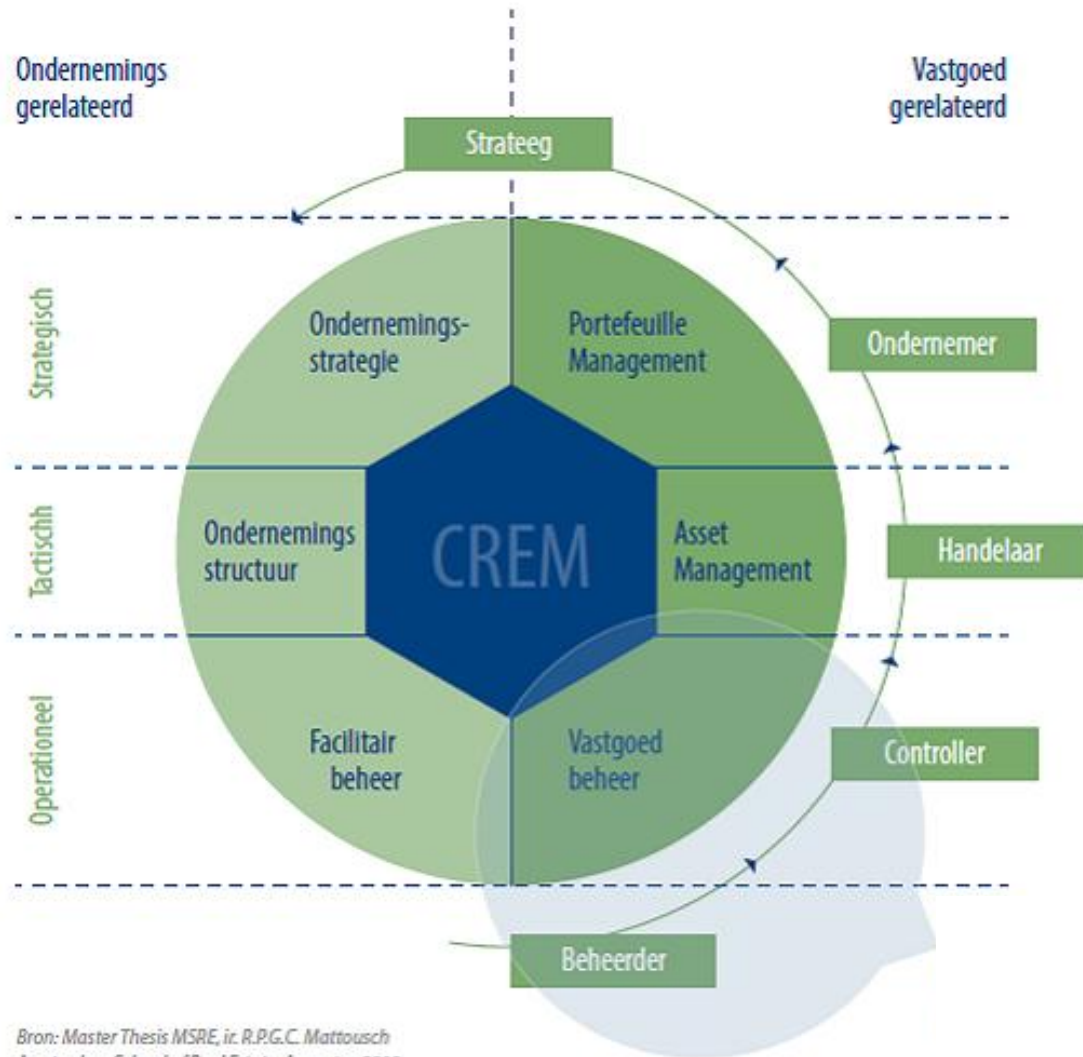 Ondernemings
gerelateerd
Vastgoed
gerelateerd
Strateeg
Strategisch
Ondernemings-
strategie
Portefeuille
Management
Ondernemer
Tactischh
Ondernemings
structuur
CREM
Asset
Management
Handelaar
Operationeel
Facilitair
beheer
Vastgoed
beheer
Controller
Beheerder
Bron: Master Thesis MSRE, ir. R.P.G.C. Mattousch